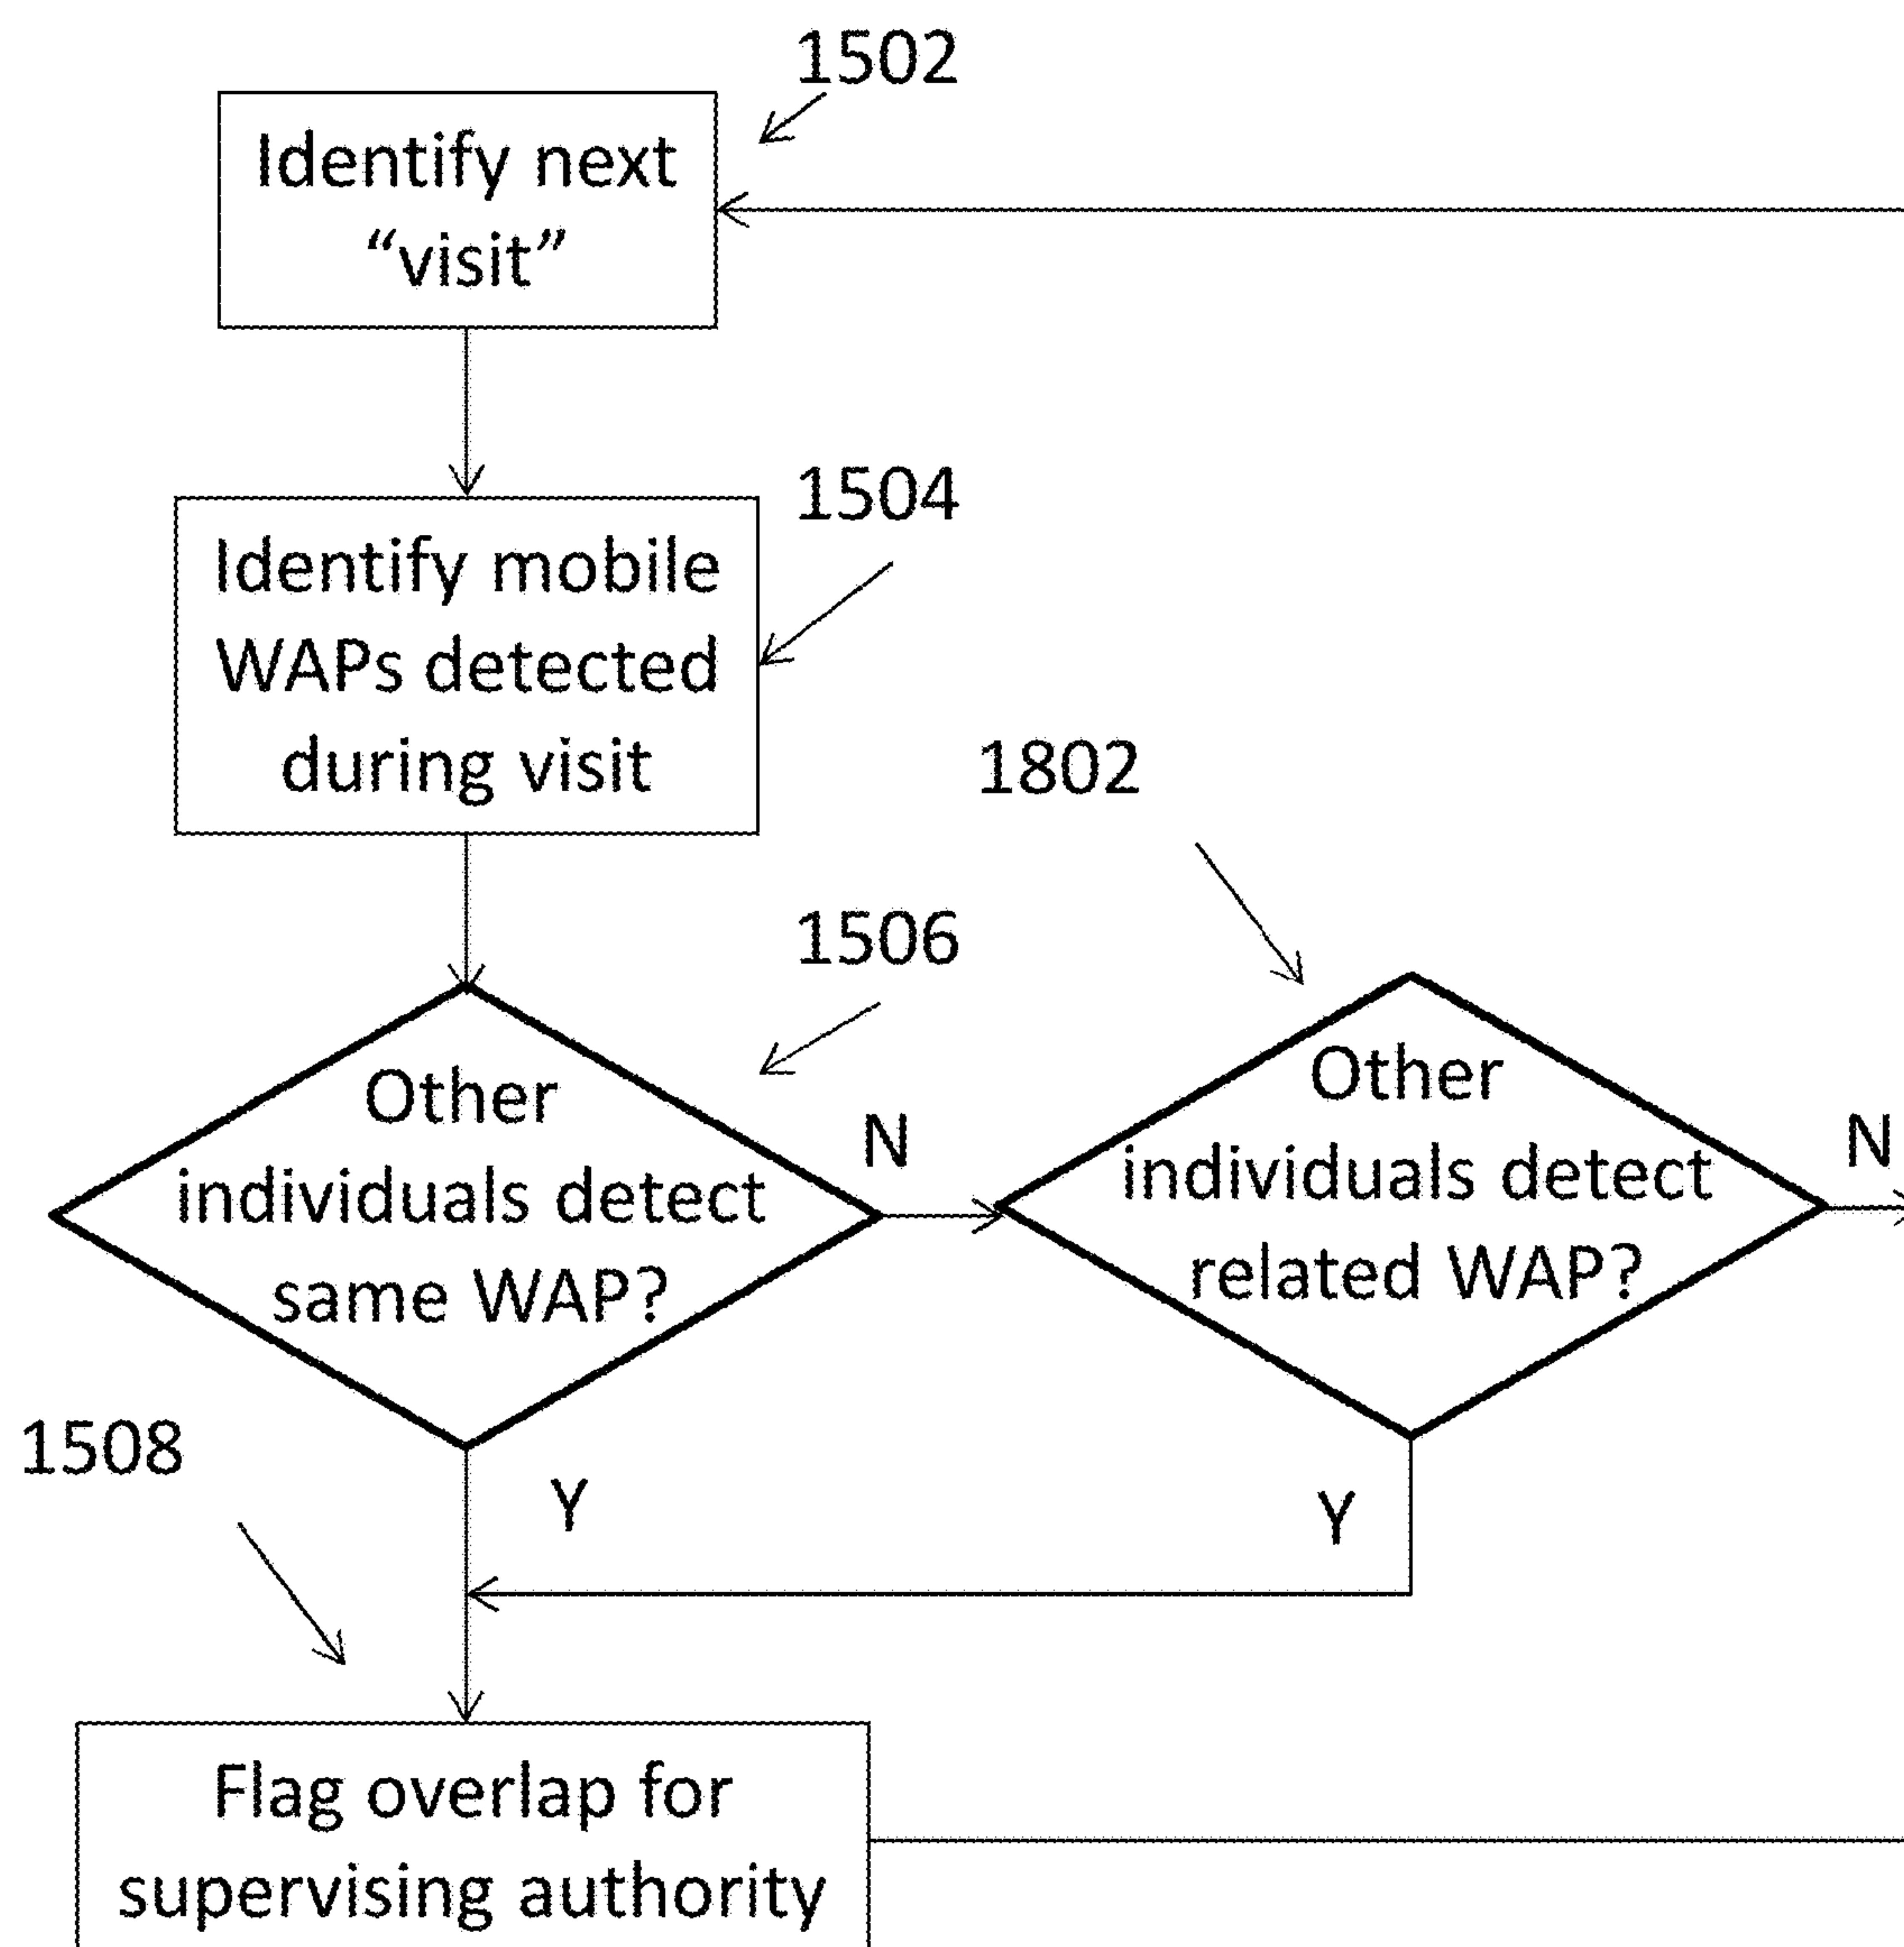 1502
Identify next
“visit”
1504
Identify mobile
WAPs detected
during visit
1802
1506
Other
individuals detect
same WAP?
N
Other
individuals detect
related WAP?
N
1508
Y
Y
Flag overlap for
supervising authority